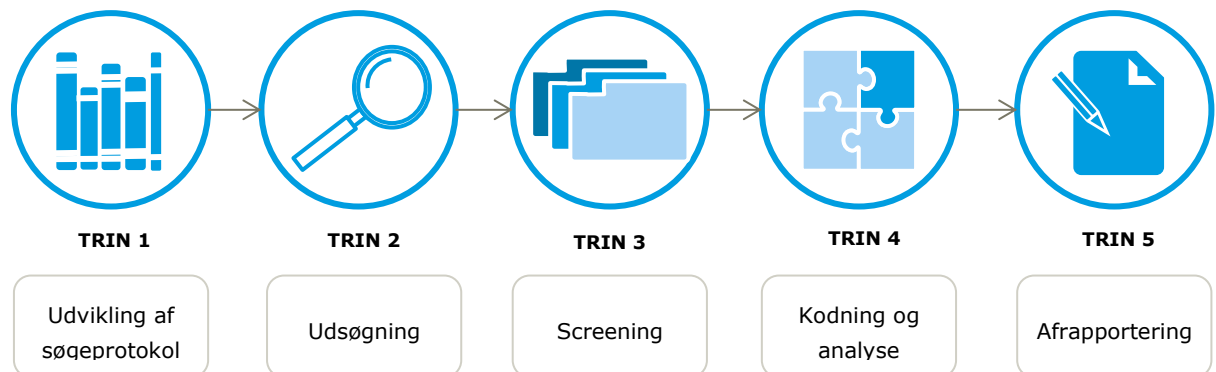 TRIN 1
TRIN 2
TRIN 3
TRIN 4
TRIN 5
Udvikling af
søgeprotokol
Udsøgning
Screening
Kodning og
analyse
Afrapportering